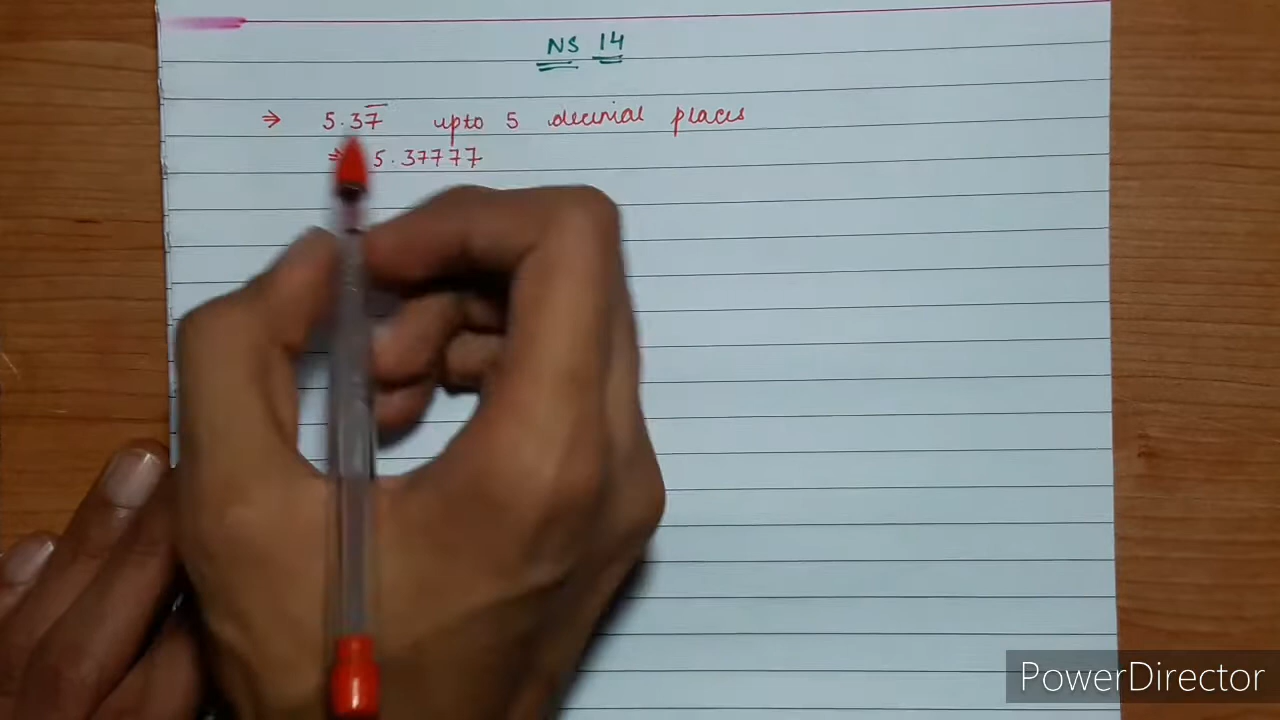 NS 14
⇒ 5.37̅ upto 5 decimal places
⇒ 5.37777
PowerDirector